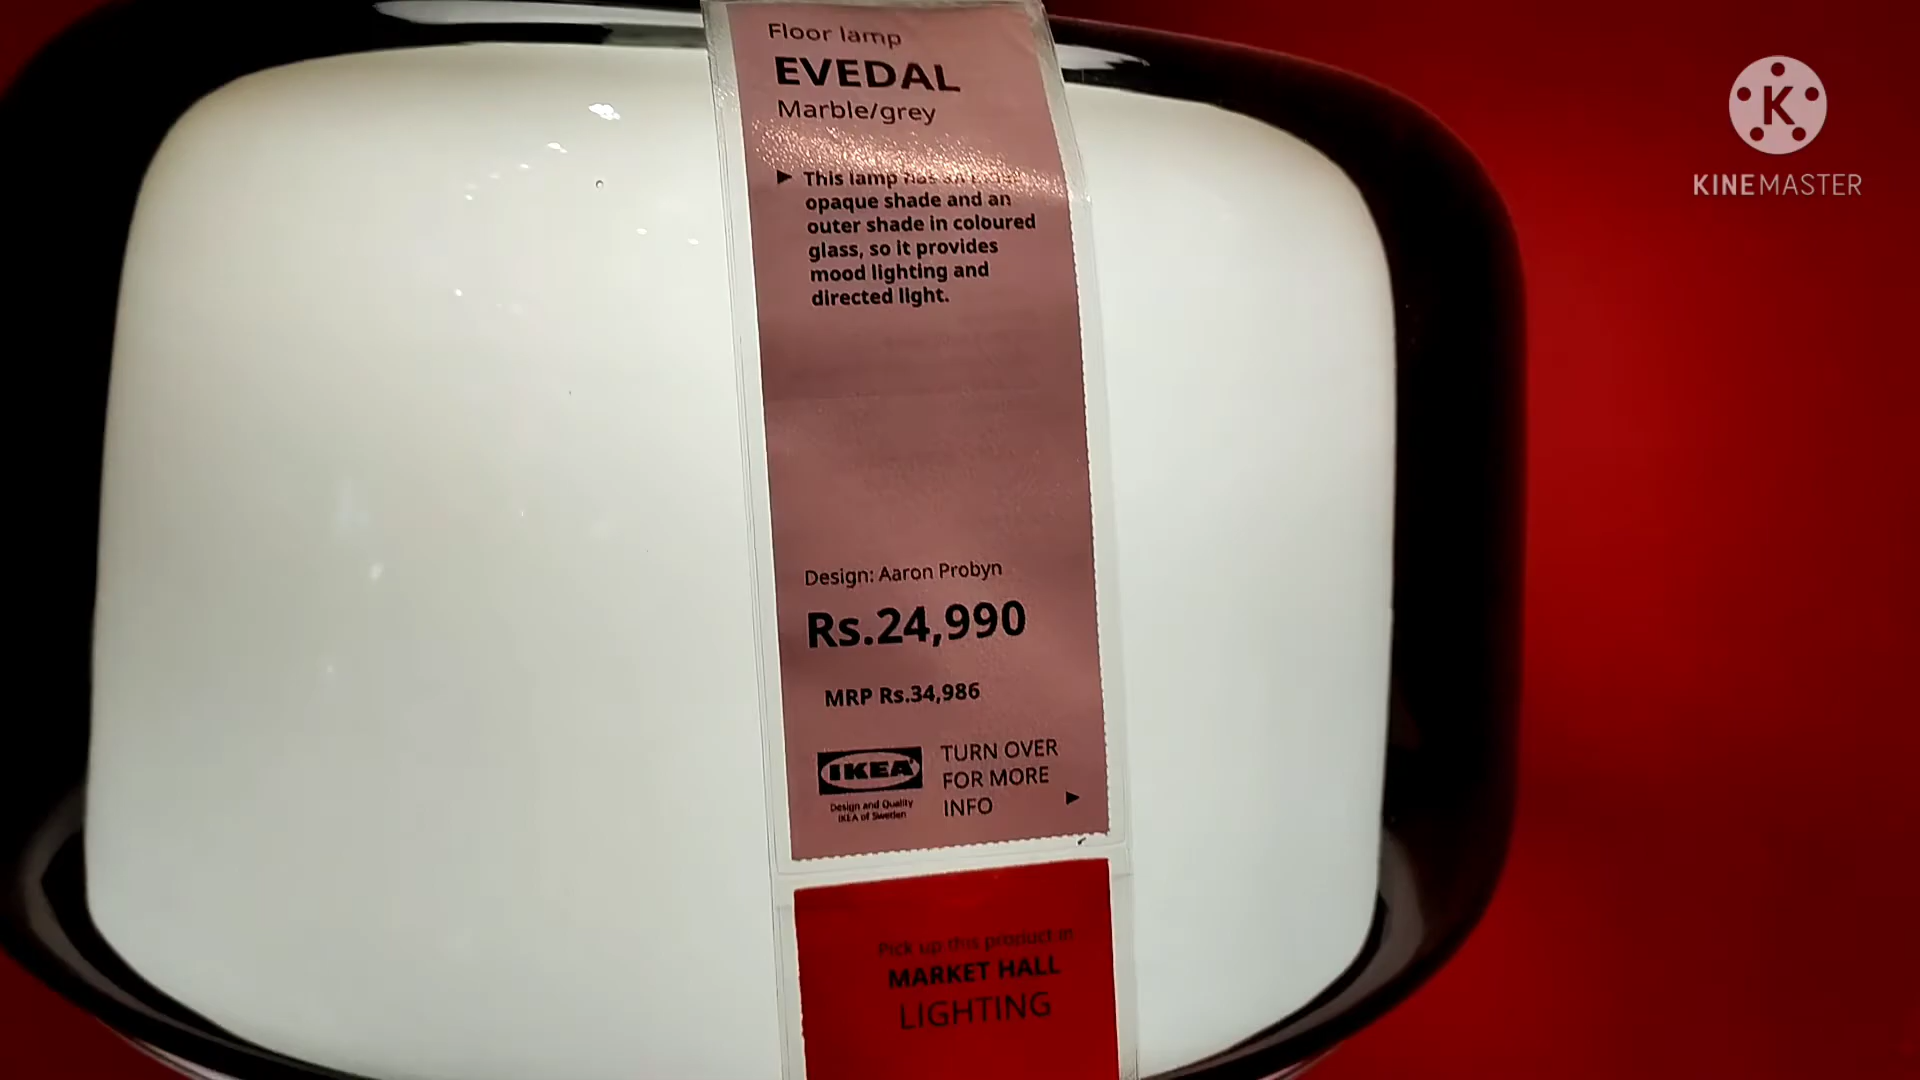 Floor lamp
EVEDAL
Marble/grey
This lamp has an
opaque shade and an
outer shade in coloured
glass, so it provides
mood lighting and
directed light.
Design: Aaron Probyn
Rs.24,990
MRP Rs.34,986
IKEA
Design and Quality
IKEA of Sweden
TURN OVER
FOR MORE
INFO
Pick up this product in
MARKET HALL
LIGHTING
K
KINEMASTER